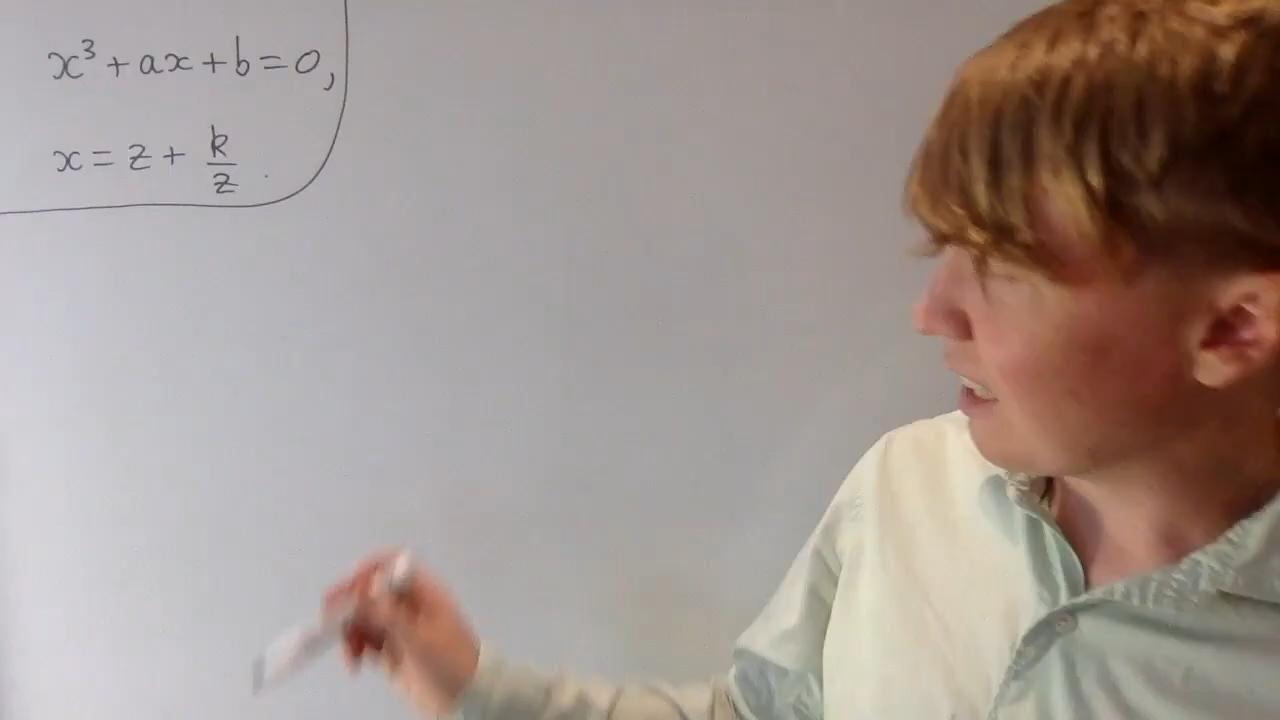 x³ + ax + b = 0,
x = z + k/z .